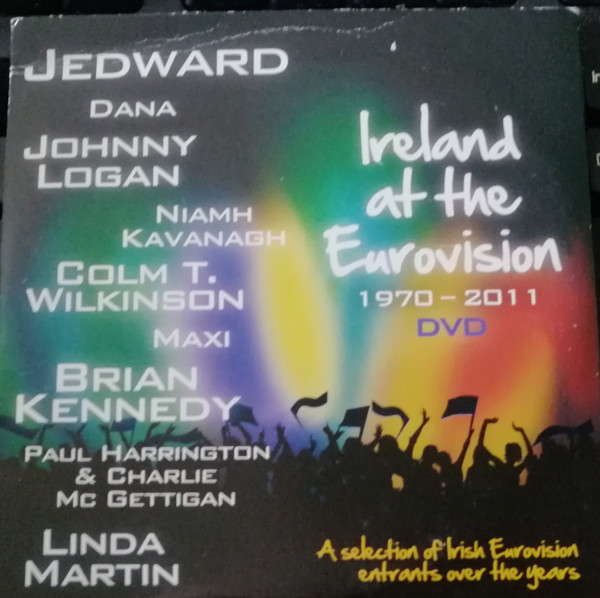 JEDWARD
DANA
JOHNNY
LOGAN
NIAMH
KAVANAGH
COLM T.
WILKINSON
MAXI
BRIAN
KENNEDY
PAUL HARRINGTON
& CHARLIE
MC GETTIGAN
LINDA
MARTIN
Ireland
at the
Eurovision
1970 – 2011
DVD
A selection of Irish Eurovision
entrants over the years